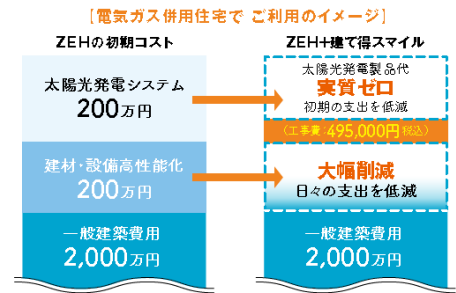 【電気ガス併用住宅で ご利用のイメージ】
ZEHの初期コスト
太陽光発電システム
200万円
建材・設備高性能化
200万円
一般建築費用
2,000万円
ZEH+建て得スマイル
太陽光発電製品代
実質ゼロ
初期の支出を低減
(工事費:495,000円税込)
大幅削減
日々の支出を低減
一般建築費用
2,000万円